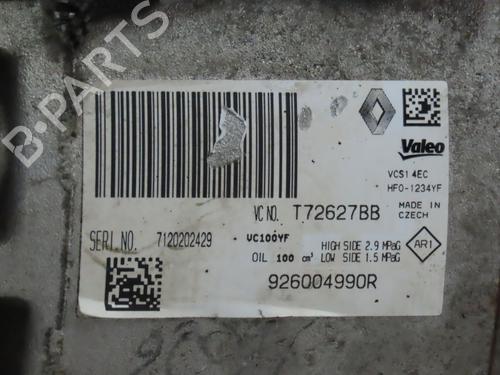 B-PARTS
Valeo
VCS14EC
HFO-1234YF
VC NO. T72627BB
MADE IN
CZECH
SERI.NO. 7120202429
VC100YF
HIGH SIDE 2.9 MPaG
OIL 100 cm³ LOW SIDE 1.5 MPaG
AR1
926004990R